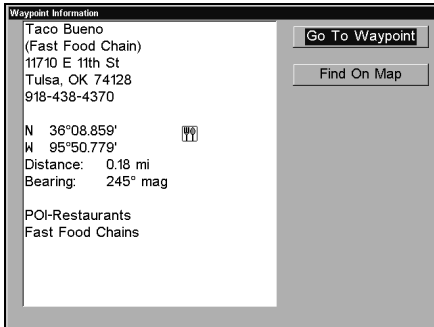 Waypoint Information
Taco Bueno
(Fast Food Chain)
11710 E 11th St
Tulsa, OK 74128
918-438-4370
N 36°08.859'
W 95°50.779'
Distance: 0.18 mi
Bearing: 245° mag
POI-Restaurants
Fast Food Chains
Go To Waypoint
Find On Map